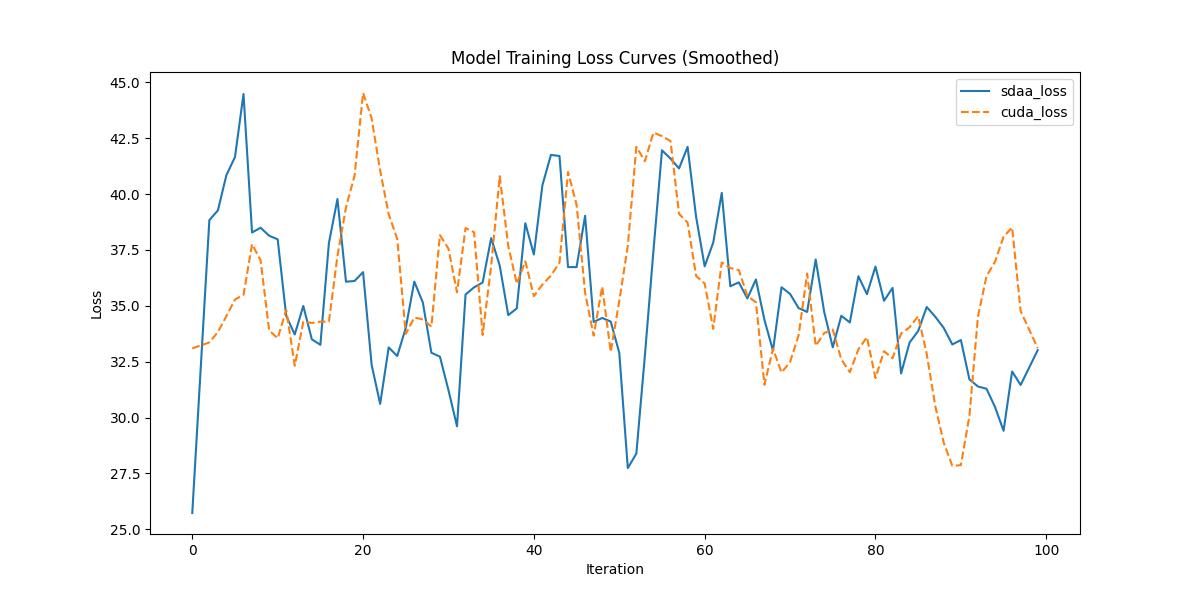 Model Training Loss Curves (Smoothed)
sdaa_loss
cuda_loss
Loss
45.0
42.5
40.0
37.5
35.0
32.5
30.0
27.5
25.0
0 20 40 60 80 100
Iteration